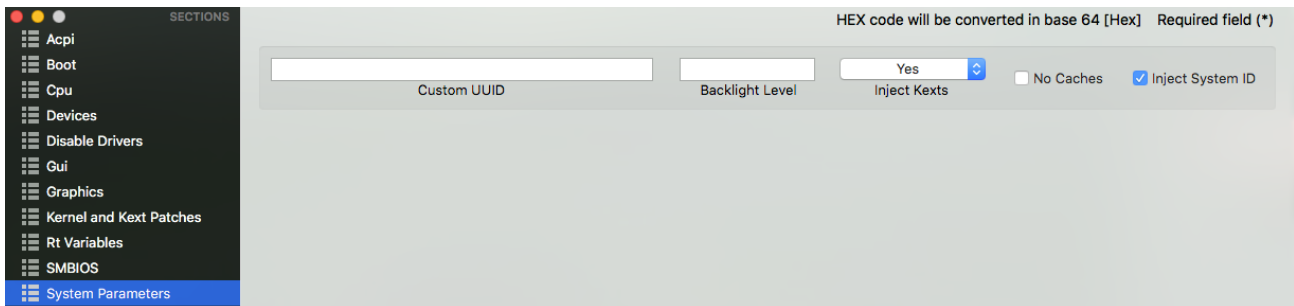 SECTIONS
Acpi
Boot
Cpu
Devices
Disable Drivers
Gui
Graphics
Kernel and Kext Patches
Rt Variables
SMBIOS
System Parameters
HEX code will be converted in base 64 [Hex] Required field (*)
Yes
No Caches
Inject System ID
Custom UUID
Backlight Level
Inject Kexts